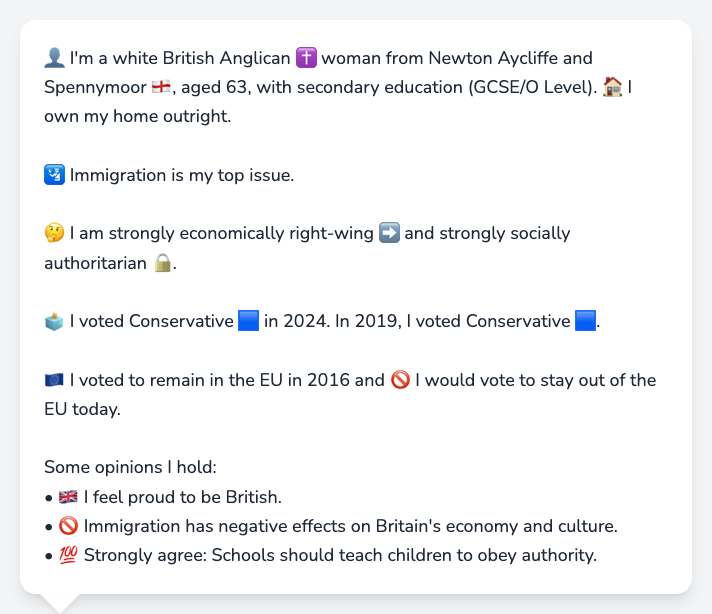 👤 I'm a white British Anglican ✝️ woman from Newton Aycliffe and
Spennymoor 🏴󠁧󠁢󠁥󠁮󠁧󠁿, aged 63, with secondary education (GCSE/O Level). 🏠 I
own my home outright.
🛂 Immigration is my top issue.
🤔 I am strongly economically right-wing ➡️ and strongly socially
authoritarian 🔒.
🗳️ I voted Conservative 🟦 in 2024. In 2019, I voted Conservative 🟦.
🇪🇺 I voted to remain in the EU in 2016 and 🚫 I would vote to stay out of the
EU today.
Some opinions I hold:
• 🇬🇧 I feel proud to be British.
• 🚫 Immigration has negative effects on Britain's economy and culture.
• 💯 Strongly agree: Schools should teach children to obey authority.